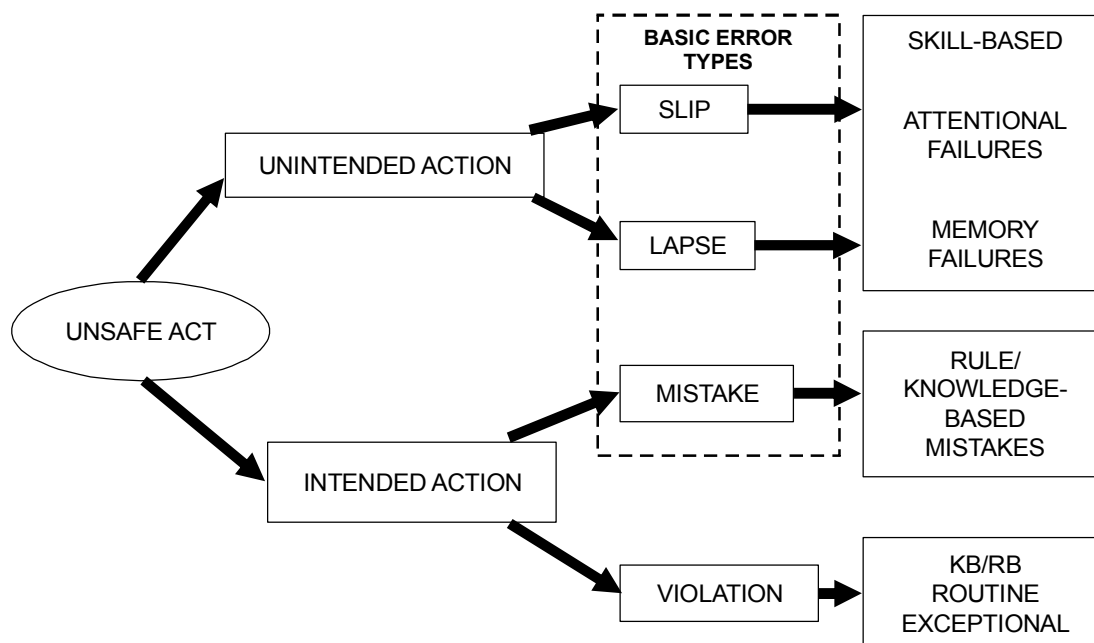 BASIC ERROR
TYPES
SKILL-BASED
SLIP
ATTENTIONAL
FAILURES
UNINTENDED ACTION
LAPSE
MEMORY
FAILURES
UNSAFE ACT
MISTAKE
RULE/
KNOWLEDGE-
BASED
MISTAKES
INTENDED ACTION
VIOLATION
KB/RB
ROUTINE
EXCEPTIONAL